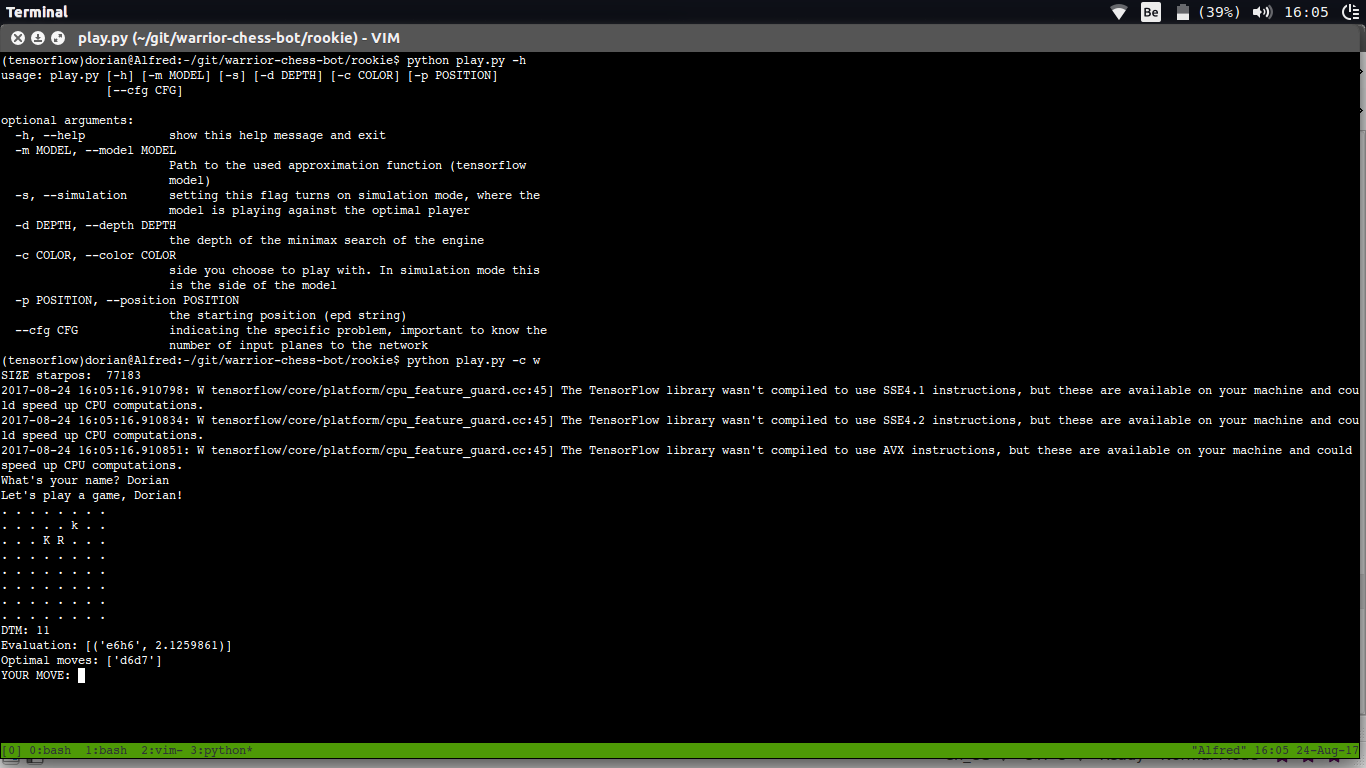 Terminal
Be (39%) 16:05
play.py (~/git/warrior-chess-bot/rookie) - VIM
(tensorflow)dorian@Alfred:~/git/warrior-chess-bot/rookie$ python play.py -h
usage: play.py [-h] [-m MODEL] [-s] [-d DEPTH] [-c COLOR] [-p POSITION]
[--cfg CFG]
optional arguments:
-h, --help show this help message and exit
-m MODEL, --model MODEL
Path to the used approximation function (tensorflow
model)
-s, --simulation setting this flag turns on simulation mode, where the
model is playing against the optimal player
-d DEPTH, --depth DEPTH
the depth of the minimax search of the engine
-c COLOR, --color COLOR
side you choose to play with. In simulation mode this
is the side of the model
-p POSITION, --position POSITION
the starting position (epd string)
--cfg CFG indicating the specific problem, important to know the
number of input planes to the network
(tensorflow)dorian@Alfred:~/git/warrior-chess-bot/rookie$ python play.py -c w
SIZE starpos:  77183
2017-08-24 16:05:16.910798: W tensorflow/core/platform/cpu_feature_guard.cc:45] The TensorFlow library wasn't compiled to use SSE4.1 instructions, but these are available on your machine and cou
ld speed up CPU computations.
2017-08-24 16:05:16.910834: W tensorflow/core/platform/cpu_feature_guard.cc:45] The TensorFlow library wasn't compiled to use SSE4.2 instructions, but these are available on your machine and cou
ld speed up CPU computations.
2017-08-24 16:05:16.910851: W tensorflow/core/platform/cpu_feature_guard.cc:45] The TensorFlow library wasn't compiled to use AVX instructions, but these are available on your machine and could
speed up CPU computations.
What's your name? Dorian
Let's play a game, Dorian!
. . . . . . . .
. . . . . k . .
. . . K R . . .
. . . . . . . .
. . . . . . . .
. . . . . . . .
. . . . . . . .
. . . . . . . .
DTM: 11
Evaluation: [('e6h6', 2.1259861)]
Optimal moves: ['d6d7']
YOUR MOVE:
[0] 0:bash  1:bash  2:vim- 3:python* "Alfred" 16:05 24-Aug-17